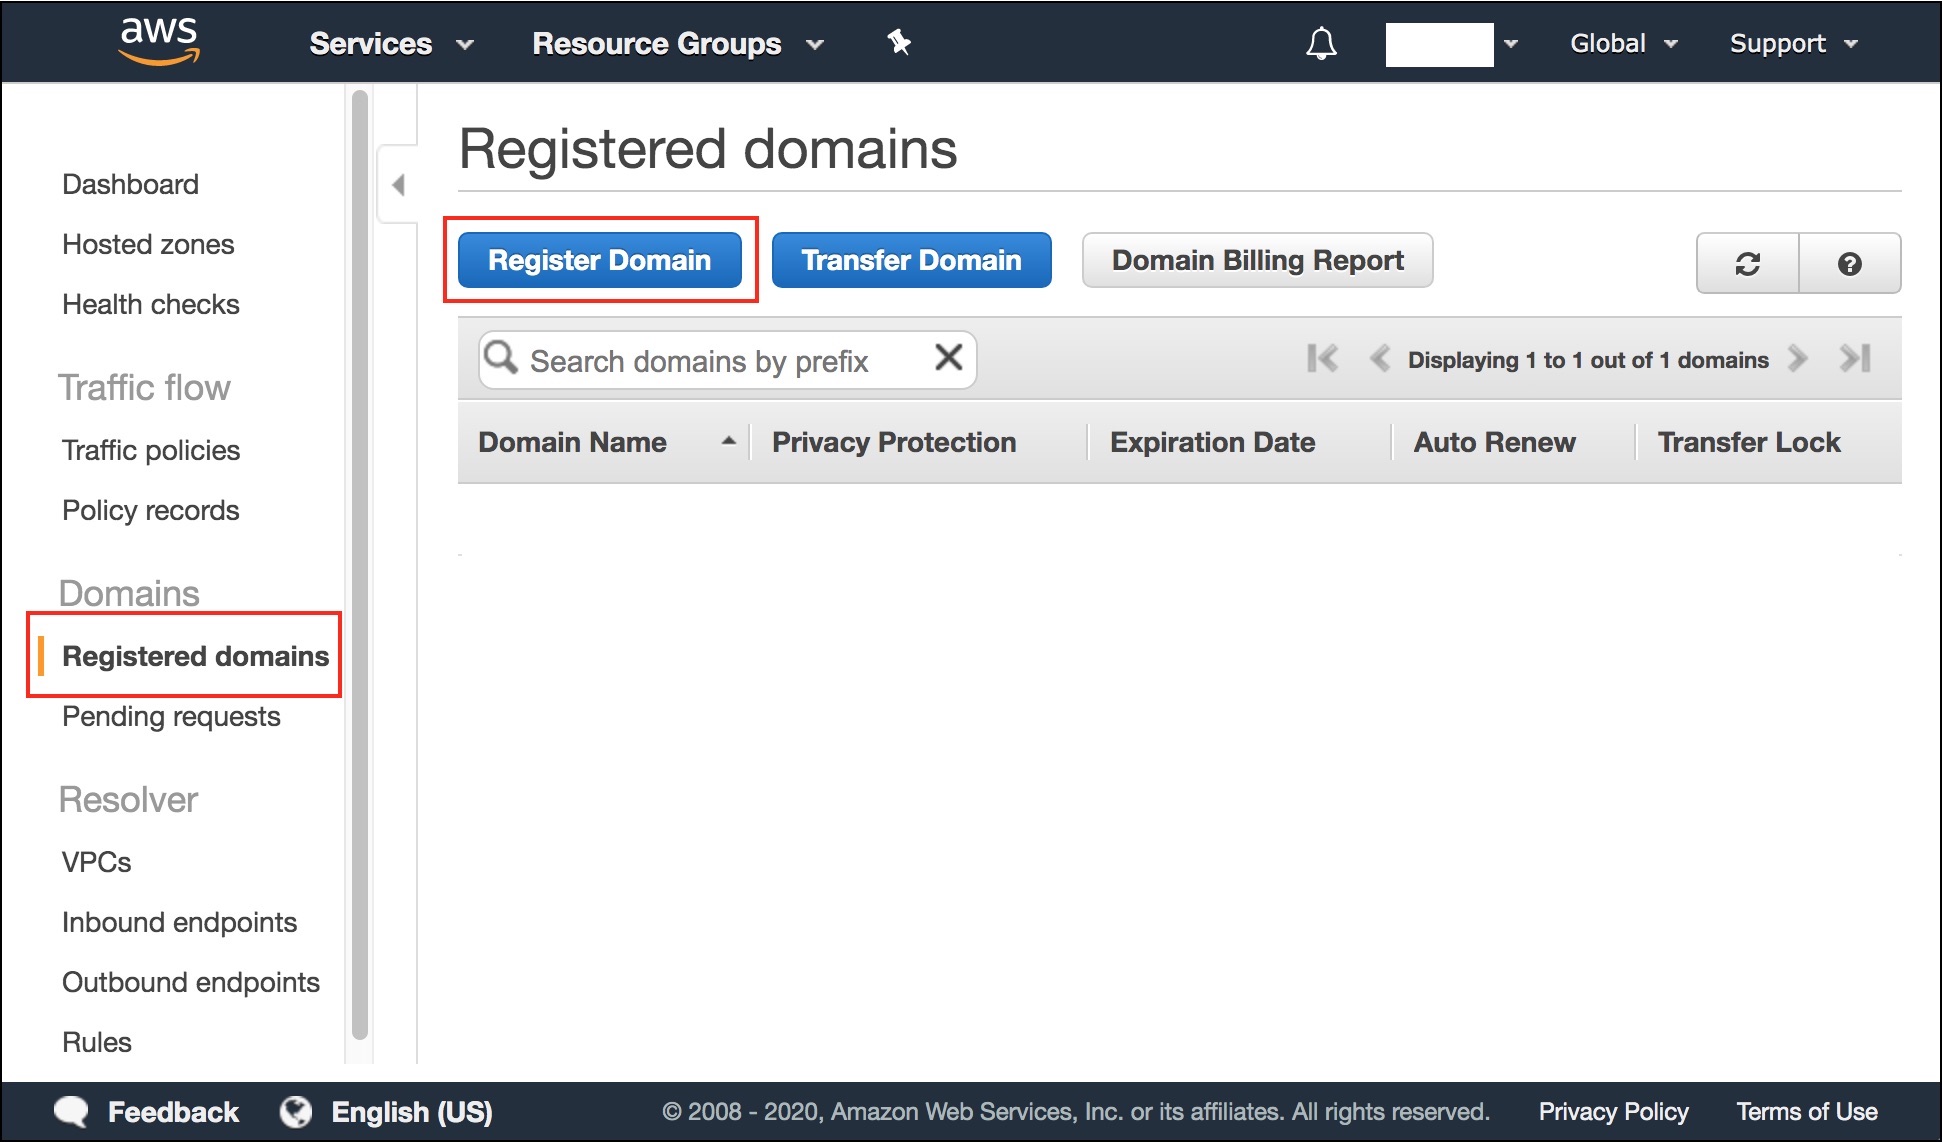 aws
Services
Resource Groups
Global
Support
Dashboard
Hosted zones
Health checks
Traffic flow
Traffic policies
Policy records
Domains
Registered domains
Pending requests
Resolver
VPCs
Inbound endpoints
Outbound endpoints
Rules
Registered domains
Register Domain
Transfer Domain
Domain Billing Report
Search domains by prefix
Displaying 1 to 1 out of 1 domains
Domain Name
Privacy Protection
Expiration Date
Auto Renew
Transfer Lock
Feedback
English (US)
© 2008 - 2020, Amazon Web Services, Inc. or its affiliates. All rights reserved.
Privacy Policy
Terms of Use